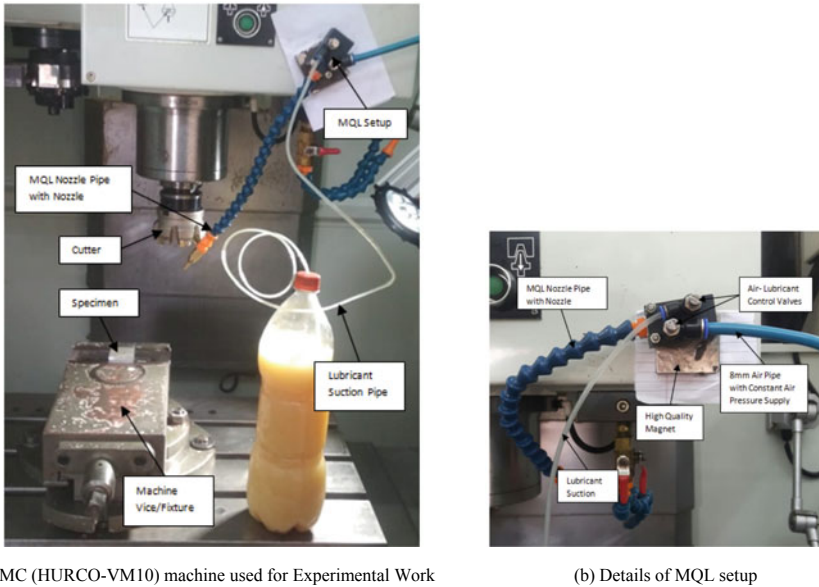 MQL Setup
MQL Nozzle Pipe
with Nozzle
Cutter
Specimen
Lubricant
Suction Pipe
Machine
Vice/Fixture
MQL Nozzle Pipe
with Nozzle
Air- Lubricant
Control Valves
8mm Air Pipe
with Constant Air
Pressure Supply
High Quality
Magnet
Lubricant
Suction
MC (HURCO-VM10) machine used for Experimental Work
(b) Details of MQL setup